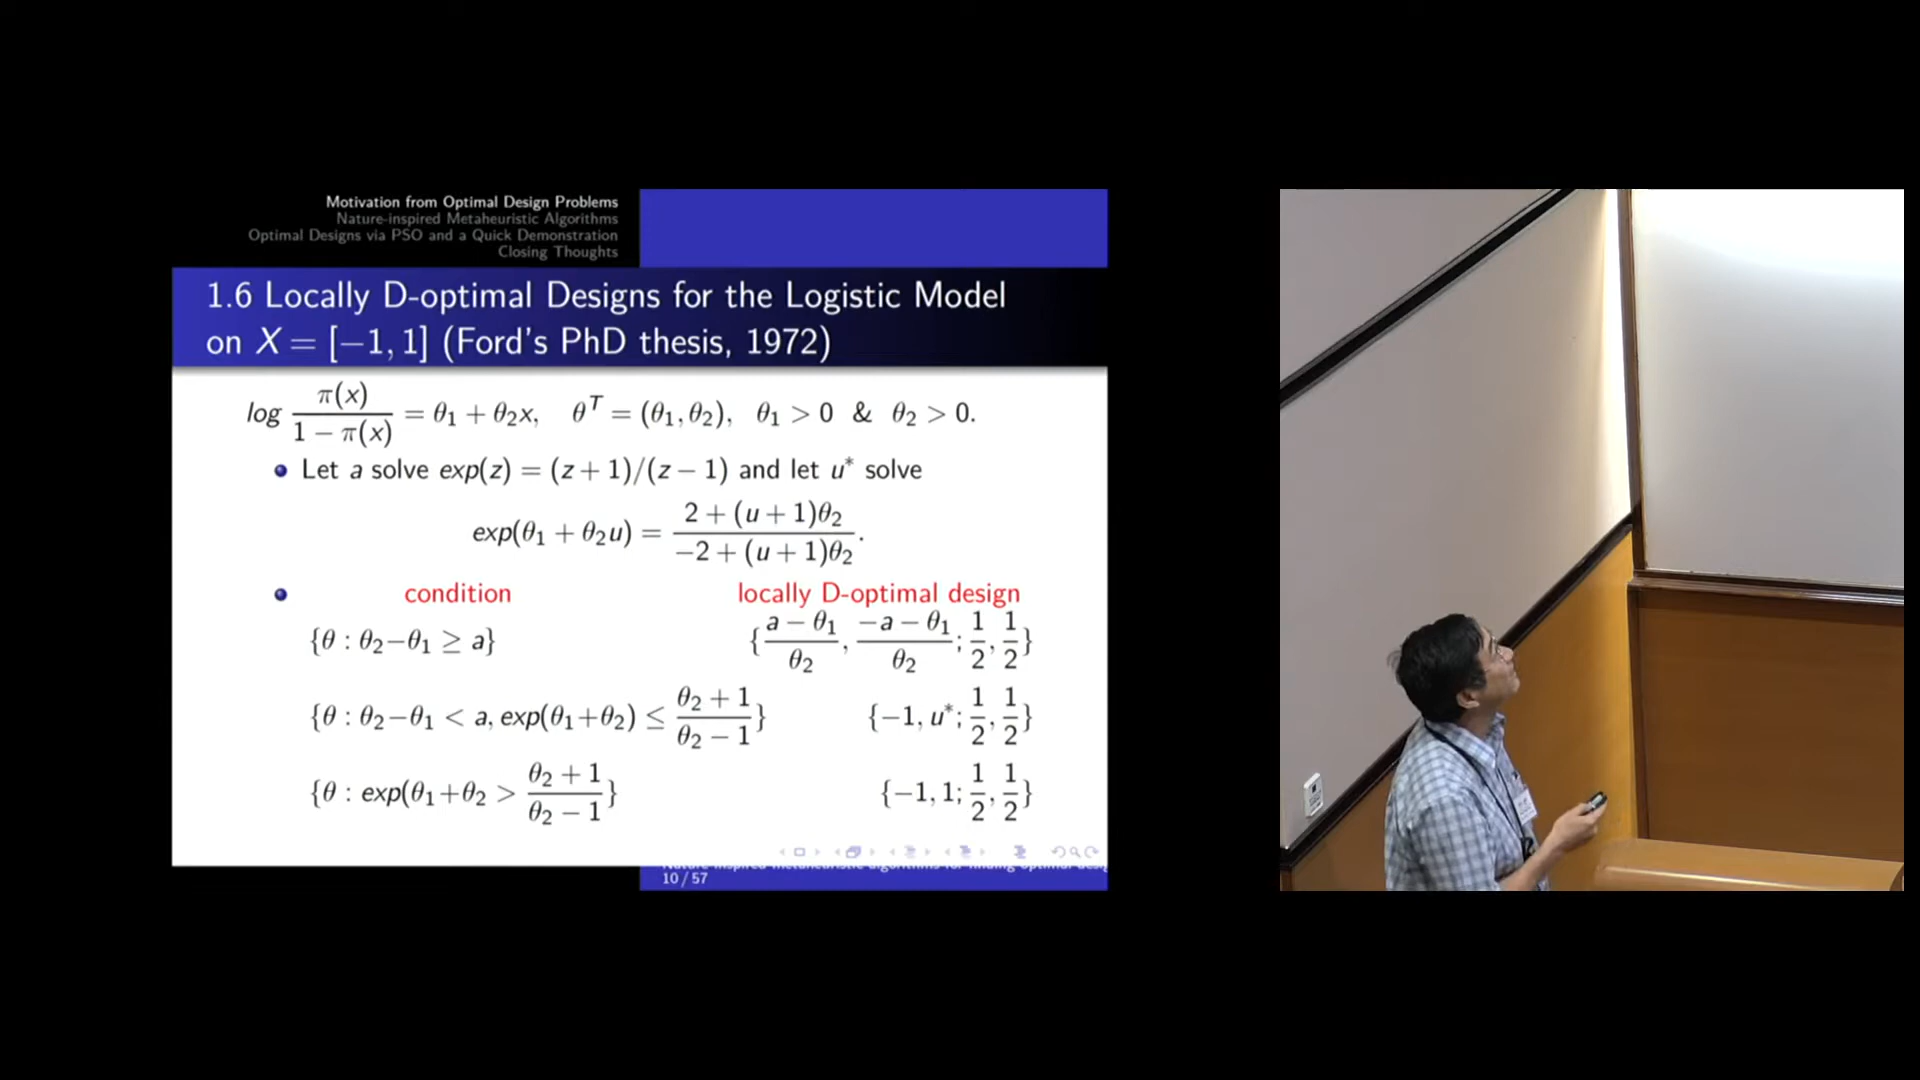 Motivation from Optimal Design Problems
Nature-inspired Metaheuristic Algorithms
Optimal Designs via PSO and a Quick Demonstration
Closing Thoughts
1.6 Locally D-optimal Designs for the Logistic Model
on X = [−1, 1] (Ford's PhD thesis, 1972)
log π(x) / (1 − π(x)) = θ₁ + θ₂x, θᵀ = (θ₁, θ₂), θ₁ > 0 & θ₂ > 0.
• Let a solve exp(z) = (z + 1)/(z − 1) and let u* solve
exp(θ₁ + θ₂u) = (2 + (u + 1)θ₂) / (−2 + (u + 1)θ₂).
• condition locally D-optimal design
{θ : θ₂−θ₁ ≥ a} {(a − θ₁)/θ₂, (−a − θ₁)/θ₂; 1/2, 1/2}
{θ : θ₂−θ₁ < a, exp(θ₁+θ₂) ≤ (θ₂ + 1)/(θ₂ − 1)} {−1, u*; 1/2, 1/2}
{θ : exp(θ₁+θ₂ > (θ₂ + 1)/(θ₂ − 1)} {−1, 1; 1/2, 1/2}
10 / 57